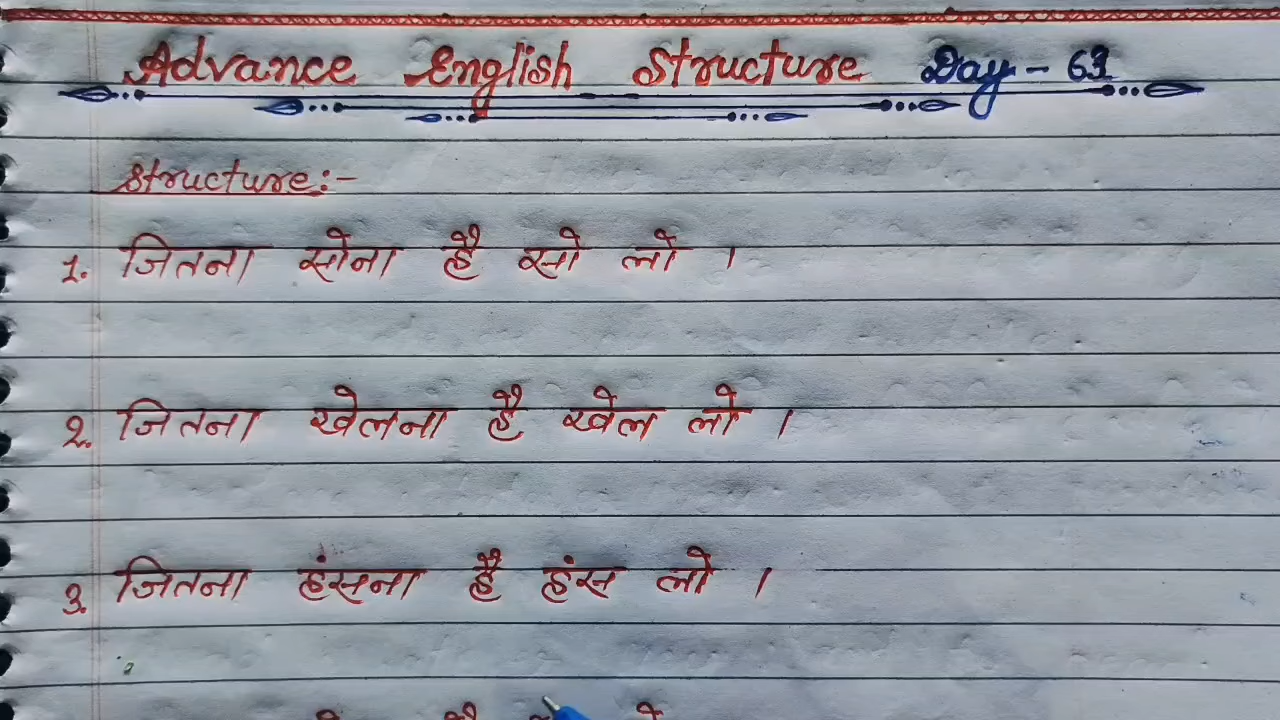 Advance English Structure Day - 63
Structure:-
1. जितना सोना है सो लो ।
2. जितना खेलना है खेल लो ।
3. जितना हंसना है हंस लो ।